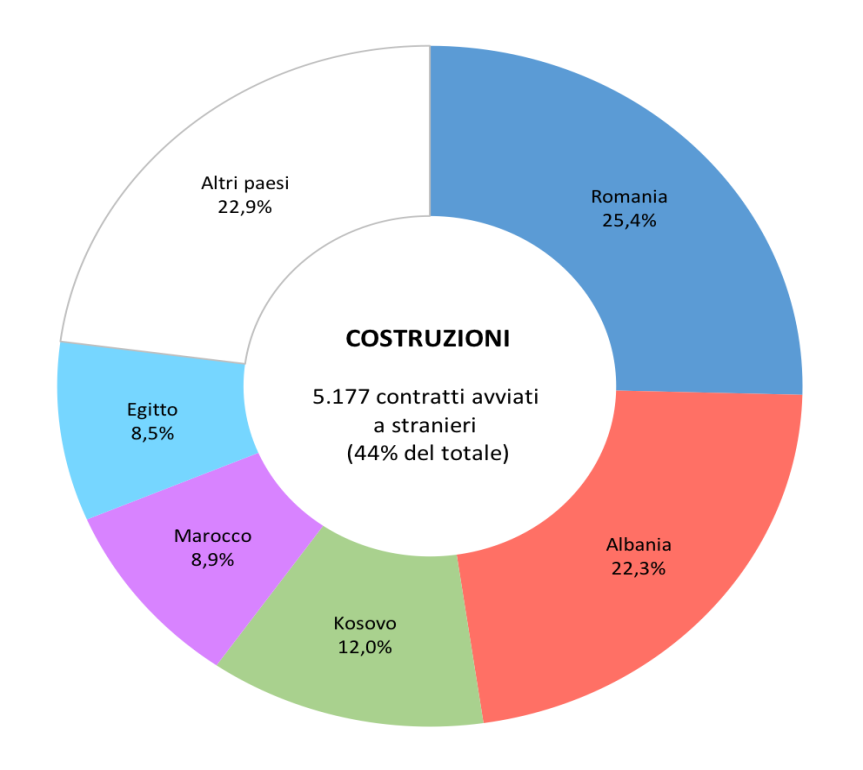 Altri paesi
22,9%
Romania
25,4%
COSTRUZIONI
5.177 contratti avviati
a stranieri
(44% del totale)
Egitto
8,5%
Marocco
8,9%
Albania
22,3%
Kosovo
12,0%